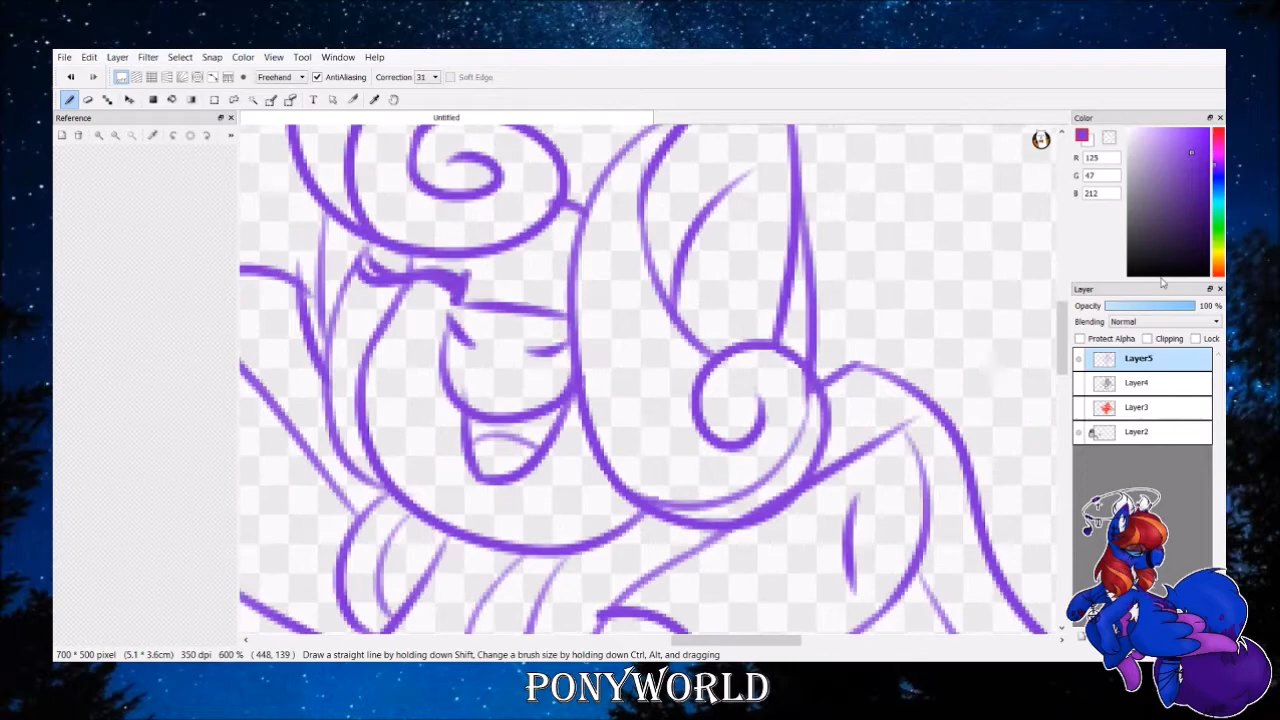 File Edit Layer Filter Select Snap Color View Tool Window Help
Freehand AntiAliasing Correction 31 Soft Edge
Reference
Untitled
Color
R 125
G 47
B 212
Layer
Opacity 100 %
Blending Normal
Protect Alpha Clipping Lock
Layer5
Layer4
Layer3
Layer2
700 * 500 pixel (5.1 * 3.6cm) 350 dpi 600 % ( 448, 139 ) Draw a straight line by holding down Shift, Change a brush size by holding down Ctrl, Alt, and dragging
PONYWORLD